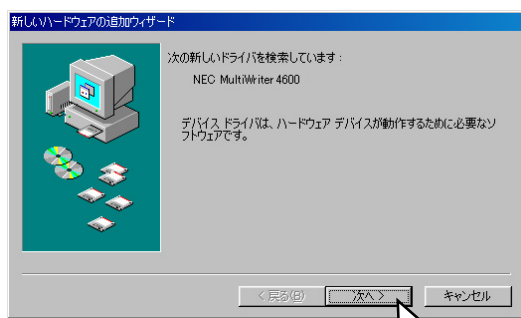 新しいハードウェアの追加ウィザード
次の新しいドライバを検索しています：
NEC MultiWriter 4600
デバイス ドライバは、ハードウェア デバイスが動作するために必要なソ
フトウェアです。
< 戻る(B)
次へ >
キャンセル